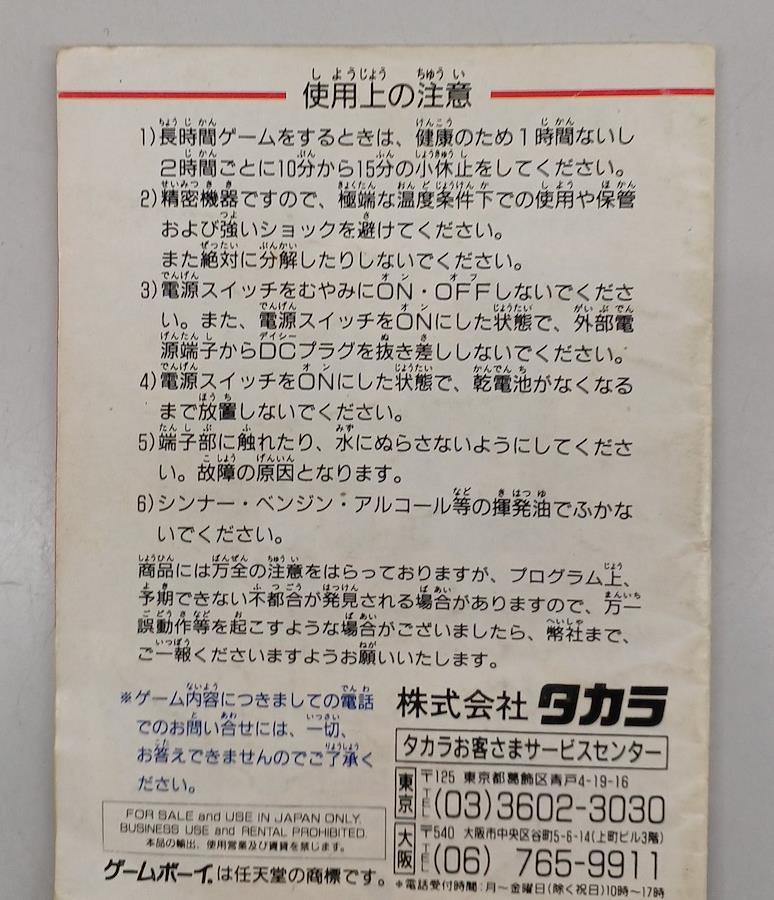 使用上の注意
1)長時間ゲームをするときは、健康のため1時間ないし
2時間ごとに10分から15分の小休止をしてください。
2)精密機器ですので、極端な温度条件下での使用や保管
および強いショックを避けてください。
また絶対に分解したりしないでください。
3)電源スイッチをむやみにON・OFFしないでくださ
い。また、電源スイッチをONにした状態で、外部電
源端子からDCプラグを抜き差ししないでください。
4)電源スイッチをONにした状態で、乾電池がなくなる
まで放置しないでください。
5)端子部に触れたり、水にぬらさないようにしてくださ
い。故障の原因となります。
6)シンナー・ベンジン・アルコール等の揮発油でふかな
いでください。
商品には万全の注意をはらっておりますが、プログラム上、
予期できない不都合が発見される場合がありますので、万一
誤動作等を起こすような場合がございましたら、幣社まで、
ご一報くださいますようお願いいたします。
※ゲーム内容につきましての電話
でのお問い合せには、一切、
お答えできませんのでご了承く
ださい。
FOR SALE and USE IN JAPAN ONLY.
BUSINESS USE and RENTAL PROHIBITED.
本品の輸出、使用営業及び賃貸を禁じます。
ゲームボーイ®は任天堂の商標です。
株式会社タカラ
タカラお客さまサービスセンター
東京 〒125 東京都葛飾区青戸4-19-16
TEL(03)3602-3030
大阪 〒540 大阪市中央区谷町5-6-14(上町ビル3階)
TEL(06) 765-9911
*電話受付時間:月〜金曜日(除く祝日)10時〜17時